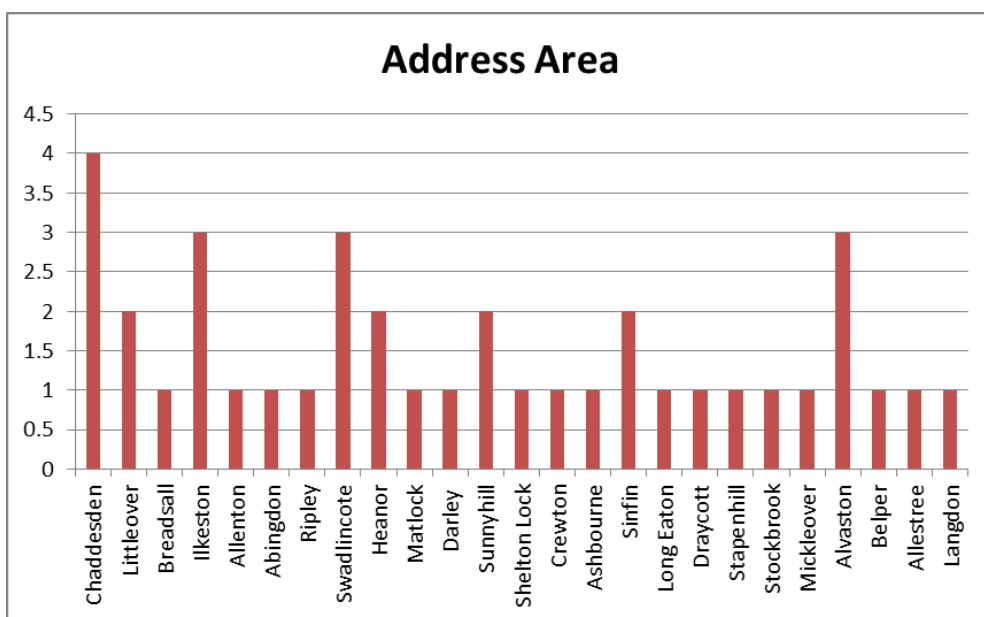 Address Area
4.5
4
3.5
3
2.5
2
1.5
1
0.5
0
Chaddesden
Littleover
Breadsall
Ilkeston
Allenton
Abingdon
Ripley
Swadlincote
Heanor
Matlock
Darley
Sunnyhill
Shelton Lock
Crewton
Ashbourne
Sinfin
Long Eaton
Draycott
Stapenhill
Stockbrook
Mickleover
Alvaston
Belper
Allestree
Langdon